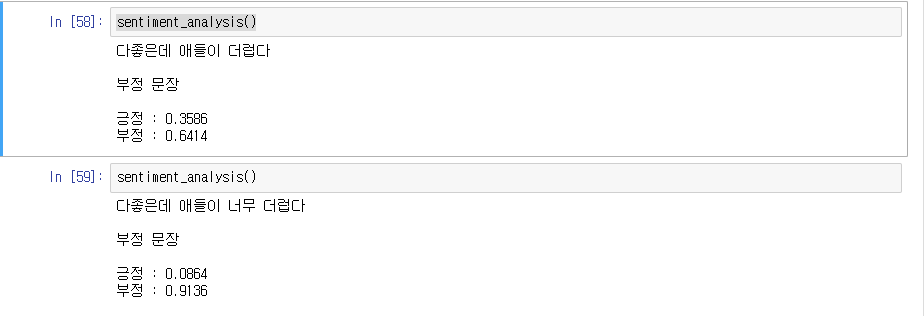 In [58]: sentiment_analysis()
다좋은데 애들이 더럽다
부정 문장
긍정 : 0.3586
부정 : 0.6414
In [59]: sentiment_analysis()
다좋은데 애들이 너무 더럽다
부정 문장
긍정 : 0.0864
부정 : 0.9136